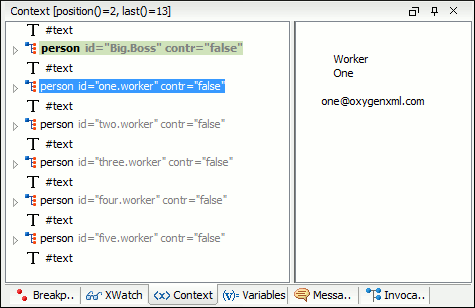 Context [position()=2, last()=13]
#text
person id="Big.Boss" contr="false"
#text
person id="one.worker" contr="false"
#text
person id="two.worker" contr="false"
#text
person id="three.worker" contr="false"
#text
person id="four.worker" contr="false"
#text
person id="five.worker" contr="false"
#text
Worker
One
one@oxygenxml.com
Breakp.. XWatch Context Variables Messa.. Invoca..